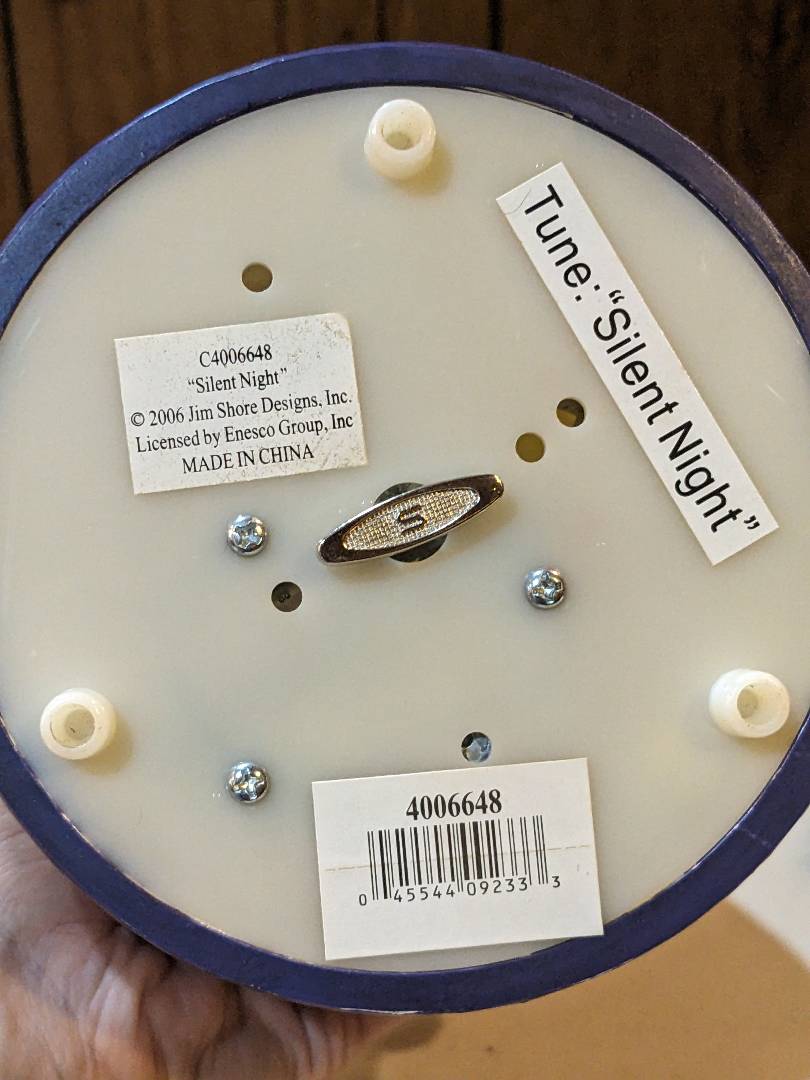 Tune: “Silent Night”
C4006648
“Silent Night”
© 2006 Jim Shore Designs, Inc.
Licensed by Enesco Group, Inc
MADE IN CHINA
S
4006648
0 45544 09233 3